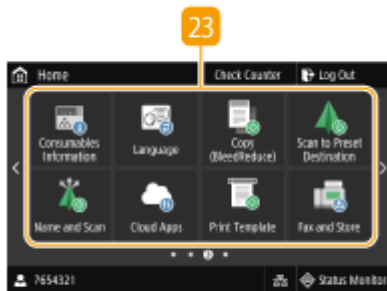 23
Home
Check Counter
Log Out
Consumables
Information
Language
Copy
(BleedReduce)
Scan to Preset
Destination
Name and Scan
Cloud Apps
Print Template
Fax and Store
7654321
Status Monitor